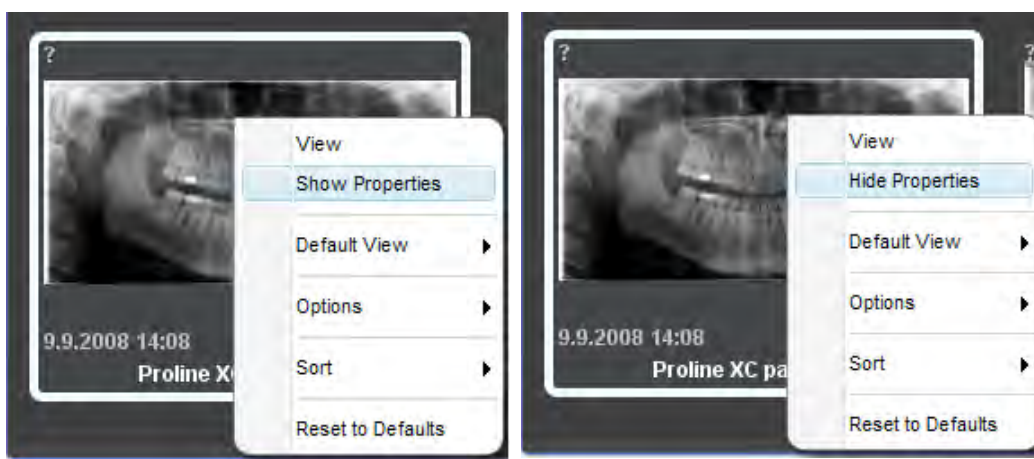 ?
View
Show Properties
Default View
Options
9.9.2008 14:08
Sort
Proline X
Reset to Defaults
?
?
View
Hide Properties
Default View
Options
9.9.2008 14:08
Sort
Proline XC pa
Reset to Defaults